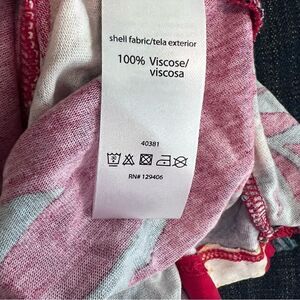 shell fabric/tela exterior
100% Viscose/
viscosa
40381
RN# 129406